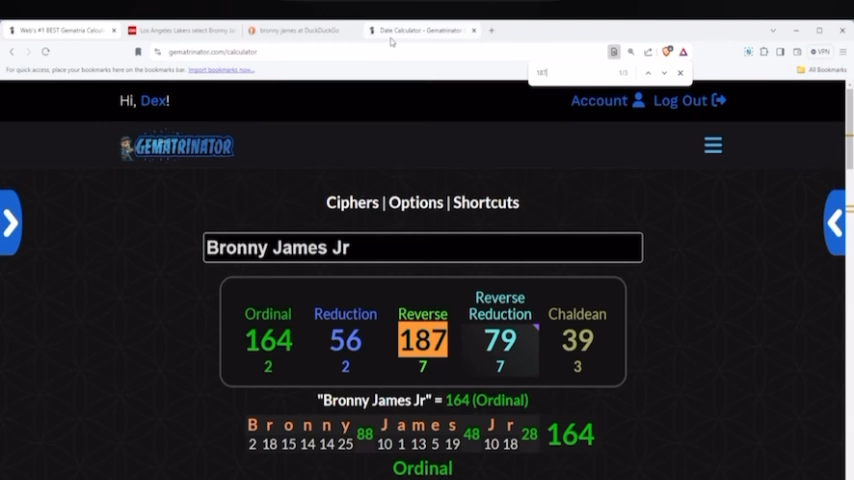 Web's #1 BEST Gematria Calcul
Los Angeles Lakers select Bronny Ja
bronny james at DuckDuckGo
Date Calculator - Gematrinator
gematrinator.com/calculator
VPN
For quick access, place your bookmarks here on the bookmarks bar. Import bookmarks now...
187
1/3
All Bookmarks
Hi, Dex!
Account
Log Out
GEMATRINATOR
Ciphers | Options | Shortcuts
Bronny James Jr
Ordinal Reduction Reverse Reverse Reduction Chaldean
164 56 187 79 39
2 2 7 7 3
"Bronny James Jr" = 164 (Ordinal)
B r o n n y 88 J a m e s 48 J r 28 164
2 18 15 14 14 25 10 1 13 5 19 10 18
Ordinal